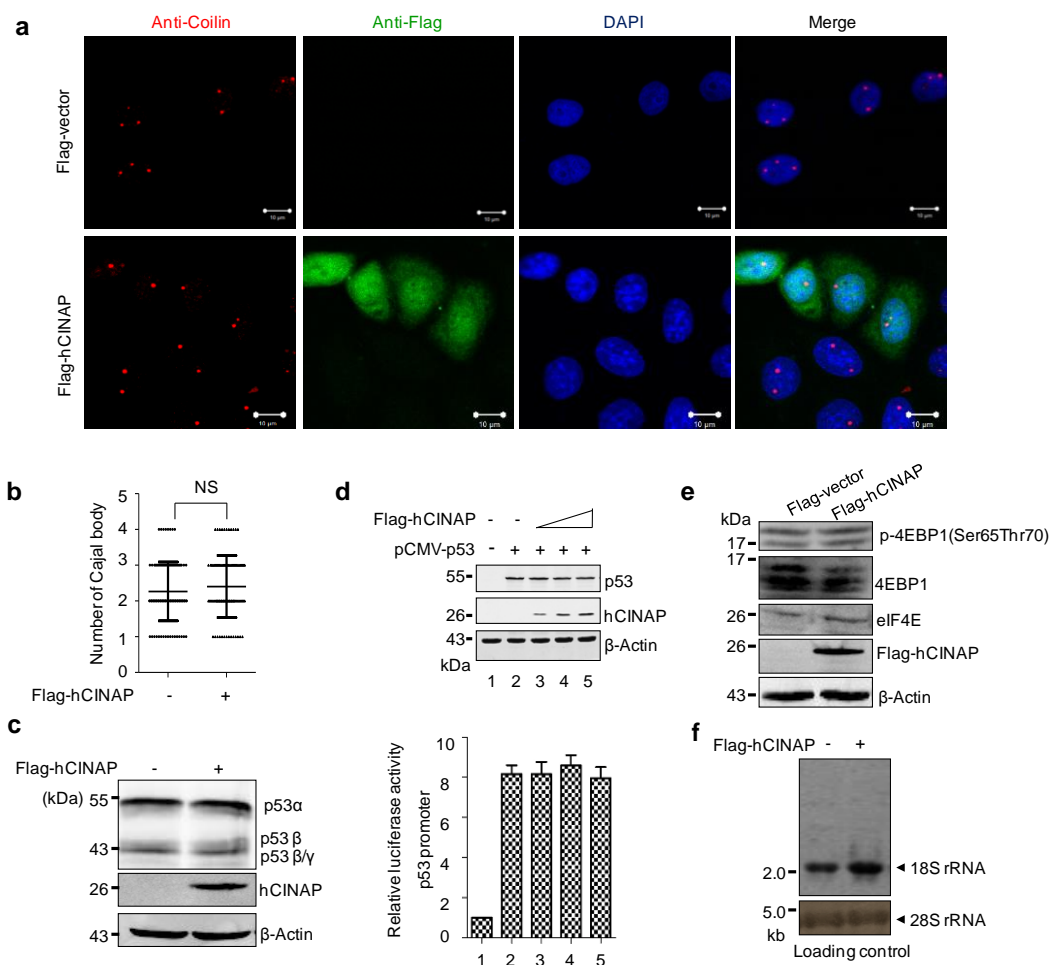 a
Anti-Coilin Anti-Flag DAPI Merge
Flag-vector
10 µm 10 µm 10 µm 10 µm
Flag-hCINAP
10 µm 10 µm 10 µm 10 µm
b
NS
Number of Cajal body
5
4
3
2
1
0
Flag-hCINAP - +
c
Flag-hCINAP - +
(kDa) 55 p53α
43 p53 β
p53 β/γ
26 hCINAP
43 β-Actin
d
Flag-hCINAP - -
pCMV-p53 - + + + +
55 p53
26 hCINAP
43 β-Actin
kDa
1 2 3 4 5
Relative luciferase activity
p53 promoter
10
8
6
4
2
0
1 2 3 4 5
e
Flag-vector Flag-hCINAP
kDa
17 p-4EBP1(Ser65Thr70)
17
4EBP1
26 eIF4E
26 Flag-hCINAP
43 β-Actin
f
Flag-hCINAP - +
2.0 18S rRNA
5.0 28S rRNA
kb
Loading control